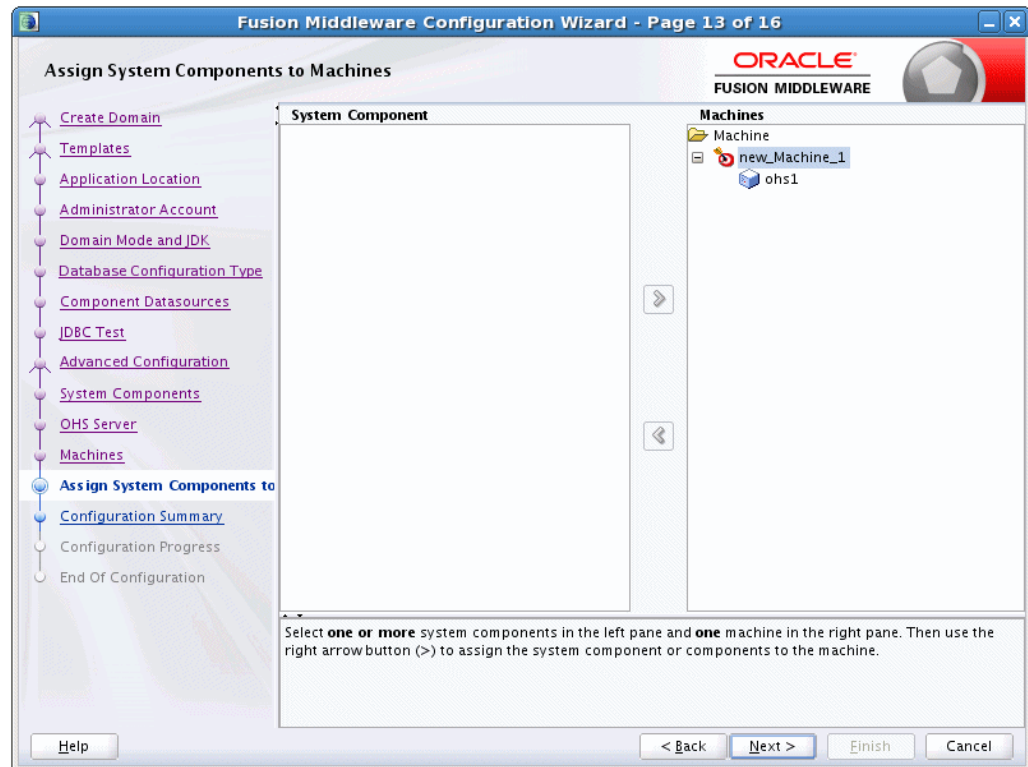 Fusion Middleware Configuration Wizard - Page 13 of 16
Assign System Components to Machines
ORACLE
FUSION MIDDLEWARE
Create Domain
Templates
Application Location
Administrator Account
Domain Mode and JDK
Database Configuration Type
Component Datasources
JDBC Test
Advanced Configuration
System Components
OHS Server
Machines
Assign System Components to
Configuration Summary
Configuration Progress
End Of Configuration
System Component
Machines
Machine
new_Machine_1
ohs1
Select one or more system components in the left pane and one machine in the right pane. Then use the
right arrow button (>) to assign the system component or components to the machine.
Help
< Back
Next >
Finish
Cancel